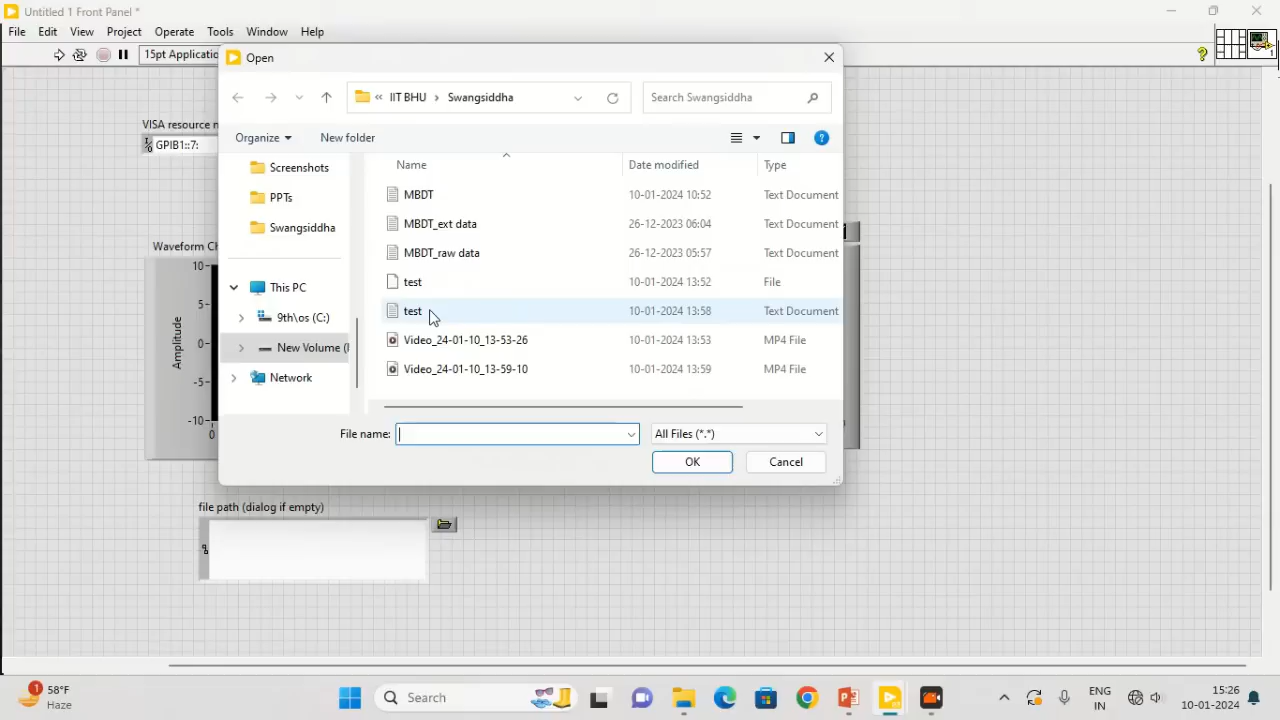 Untitled 1 Front Panel *
File Edit View Project Operate Tools Window Help
15pt Applicatio
Open
IIT BHU Swangsiddha
Search Swangsiddha
Organize New folder
Name Date modified Type
Screenshots
PPTs
Swangsiddha
This PC
9th\os (C:)
New Volume (
Network
MBDT 10-01-2024 10:52 Text Document
MBDT_ext data 26-12-2023 06:04 Text Document
MBDT_raw data 26-12-2023 05:57 Text Document
test 10-01-2024 13:52 File
test 10-01-2024 13:58 Text Document
Video_24-01-10_13-53-26 10-01-2024 13:53 MP4 File
Video_24-01-10_13-59-10 10-01-2024 13:59 MP4 File
File name: All Files (*.*)
OK Cancel
VISA resource n
GPIB1::7:
Waveform Ch
Amplitude
10
5
0
-5
-10
0
file path (dialog if empty)
1
58°F
Haze
Search
ENG
IN
15:26
10-01-2024